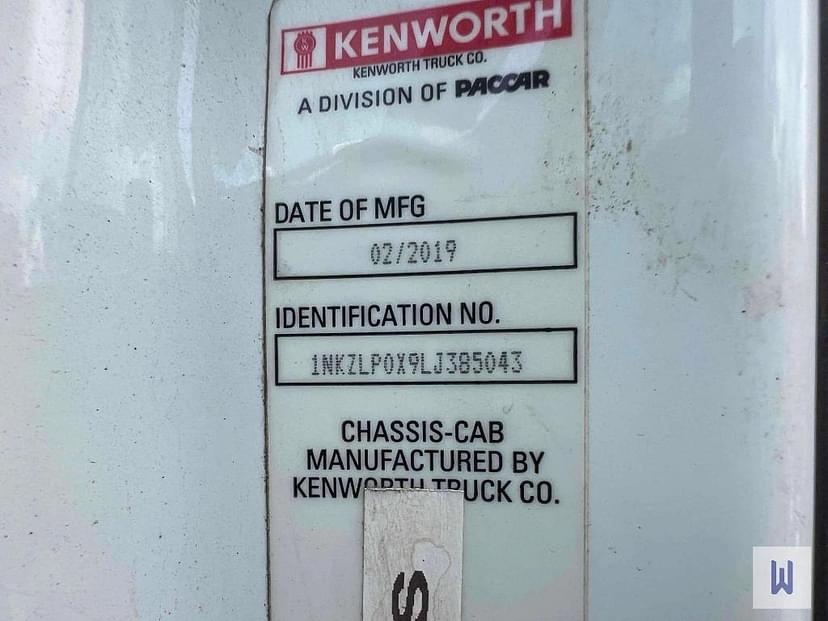 KENWORTH
KENWORTH TRUCK CO.
A DIVISION OF PACCAR
DATE OF MFG
02/2019
IDENTIFICATION NO.
1NKZLP0X9LJ385043
CHASSIS-CAB
MANUFACTURED BY
KENWORTH TRUCK CO.
S
W